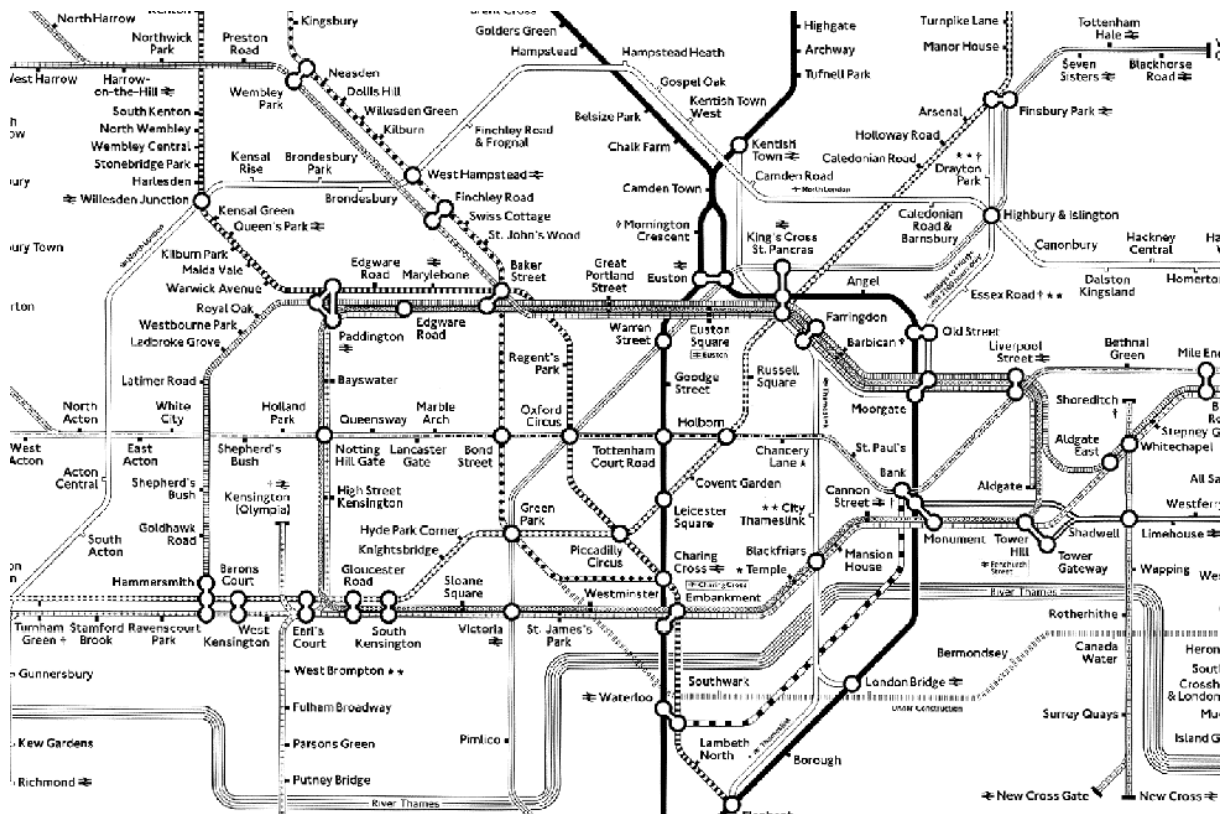 North Harrow
Kenton
Northwick
Park
Preston
Road
Kingsbury
West Harrow
Harrow-
on-the-Hill
Wembley
Park
Neasden
Dollis Hill
Willesden Green
Kilburn
South Kenton
North Wembley
Wembley Central
Stonebridge Park
Harlesden
Willesden Junction
Kensal
Rise
Brondesbury
Park
Brondesbury
Finchley Road
& Frognal
West Hampstead
Finchley Road
Swiss Cottage
St. John's Wood
Kensal Green
Queen's Park
Kilburn Park
Maida Vale
Warwick Avenue
Royal Oak
Westbourne Park
Ladbroke Grove
Latimer Road
Edgware
Road
Marylebone
Baker
Street
Paddington
Edgware
Road
Great
Portland
Street
Golders Green
Hampstead
Hampstead Heath
Gospel Oak
Kentish Town
West
Belsize Park
Chalk Farm
Camden Town
Mornington
Crescent
Euston
Highgate
Archway
Tufnell Park
Kentish
Town
Camden Road
North London
King's Cross
St. Pancras
Turnpike Lane
Manor House
Arsenal
Holloway Road
Caledonian Road
Drayton
Park
Tottenham
Hale
Seven
Sisters
Blackhorse
Road
Finsbury Park
Highbury & Islington
Caledonian
Road &
Barnsbury
Canonbury
Hackney
Central
Dalston
Kingsland
Homerton
Essex Road
Angel
Old Street
Farringdon
Barbican
Moorgate
Liverpool
Street
Bethnal
Green
Mile End
Shoreditch
Stepney G
Whitechapel
Aldgate
East
Aldgate
Warren
Street
Euston
Square
Euston
Regent's
Park
Goodge
Street
Russell
Square
Bayswater
North
Acton
White
City
Holland
Park
Queensway
Marble
Arch
Oxford
Circus
Holborn
West
Acton
East
Acton
Shepherd's
Bush
Notting
Hill Gate
Lancaster
Gate
Bond
Street
Tottenham
Court Road
Chancery
Lane
St. Paul's
Bank
Acton
Central
South
Acton
Shepherd's
Bush
Goldhawk
Road
Kensington
(Olympia)
High Street
Kensington
Hyde Park Corner
Knightsbridge
Green
Park
Piccadilly
Circus
Covent Garden
Leicester
Square
City
Thameslink
Thameslink
Cannon
Street
Monument
Tower
Hill
Fenchurch
Street
Tower
Gateway
Shadwell
Limehouse
Westferr
All Sa
Hammersmith
Barons
Court
Gloucester
Road
Sloane
Square
Westminster
Charing
Cross
Charing Cross
Embankment
Temple
Blackfriars
Mansion
House
River Thames
Wapping
Rotherhithe
Canada
Water
Bermondsey
Turnham
Green
Stamford
Brook
Ravenscourt
Park
West
Kensington
Earl's
Court
South
Kensington
Victoria
St. James's
Park
Gunnersbury
Kew Gardens
Richmond
West Brompton
Fulham Broadway
Parsons Green
Putney Bridge
River Thames
Pimlico
Waterloo
Southwark
London Bridge
Under Construction
Lambeth
North
Thameslink
Borough
Surrey Quays
New Cross Gate
New Cross
Island G